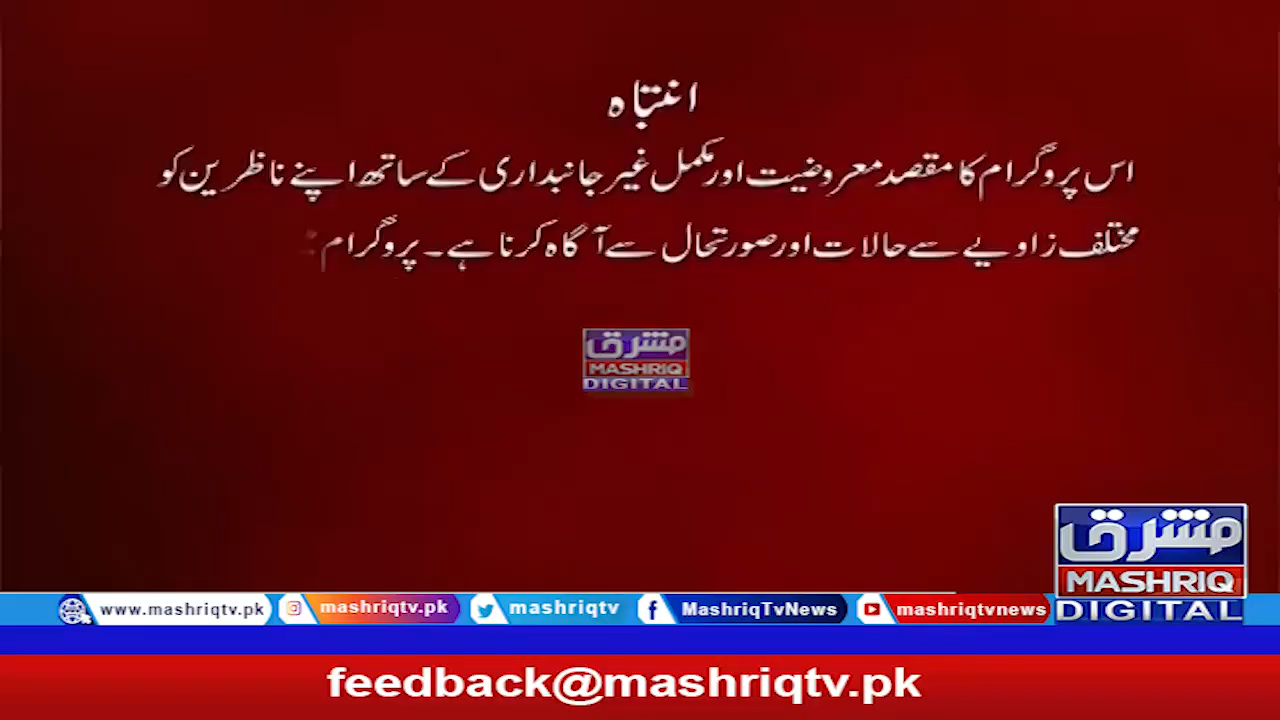 انتباہ
اس پروگرام کا مقصد معروضیت اور مکمل غیر جانبداری کے ساتھ اپنے ناظرین کو
مختلف زاویے سے حالات اور صورتحال سے آگاہ کرنا ہے۔ پروگرام
مشرق
MASHRIQ
DIGITAL
مشرق
MASHRIQ
DIGITAL
www.mashriqtv.pk mashriqtv.pk mashriqtv MashriqTvNews mashriqtvnews
feedback@mashriqtv.pk